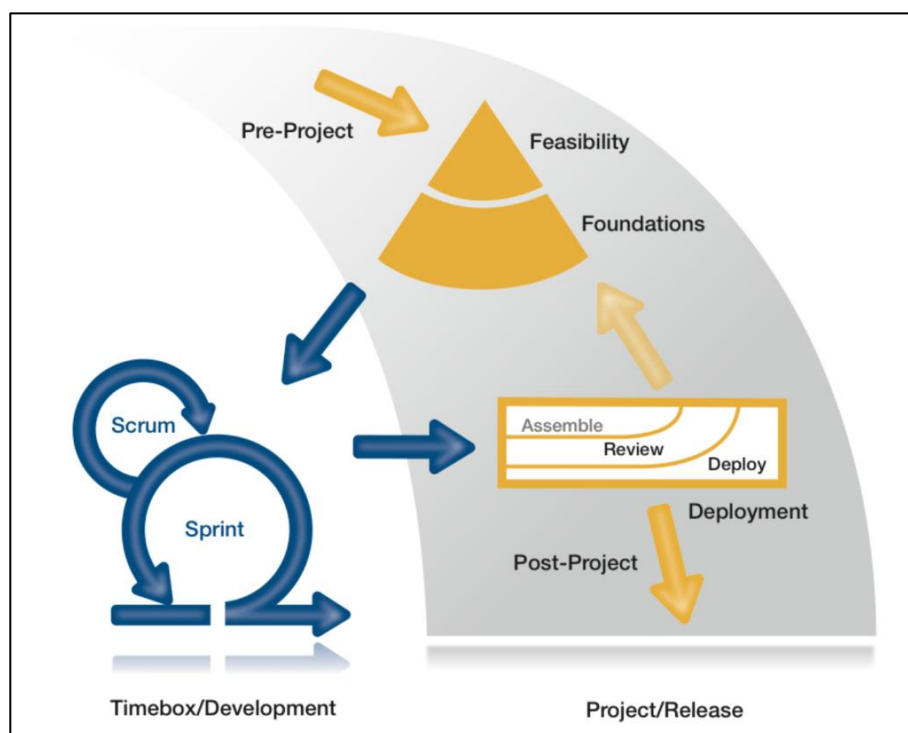 Pre-Project
Feasibility
Foundations
Scrum
Sprint
Assemble
Review
Deploy
Deployment
Post-Project
Timebox/Development
Project/Release